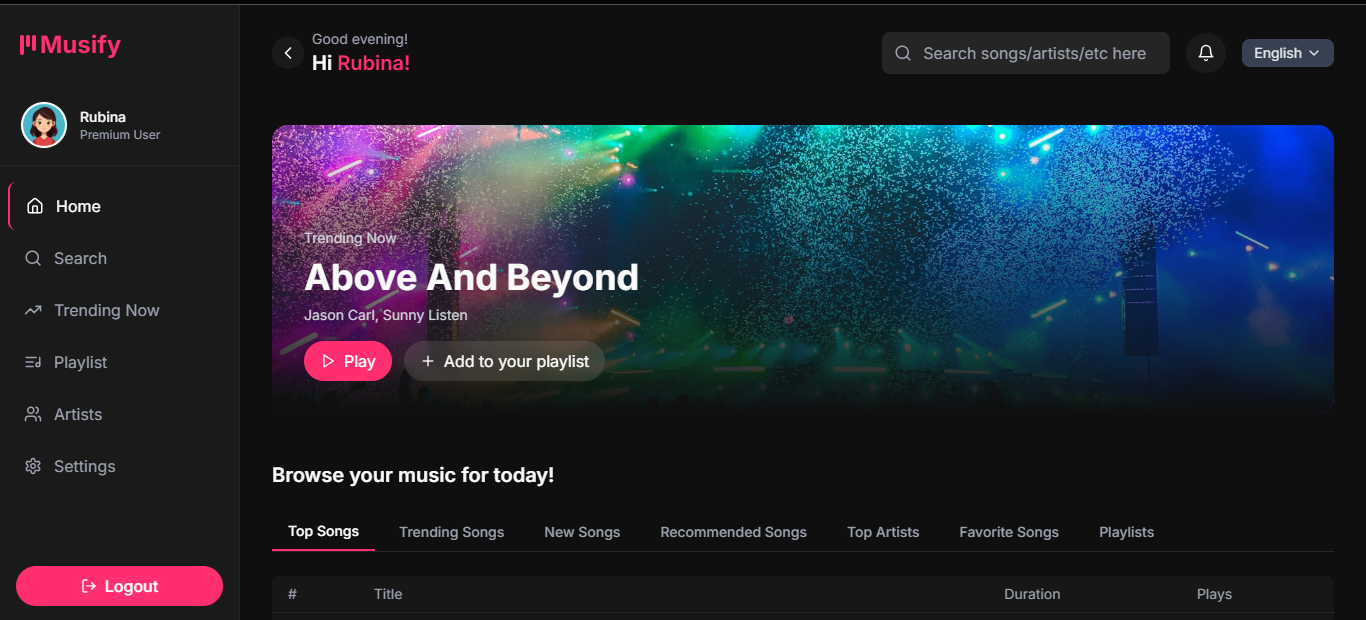 Musify
Rubina
Premium User
Home
Search
Trending Now
Playlist
Artists
Settings
Logout
Good evening!
Hi Rubina!
Search songs/artists/etc here
English
Trending Now
Above And Beyond
Jason Carl, Sunny Listen
Play
Add to your playlist
Browse your music for today!
Top Songs Trending Songs New Songs Recommended Songs Top Artists Favorite Songs Playlists
# Title Duration Plays